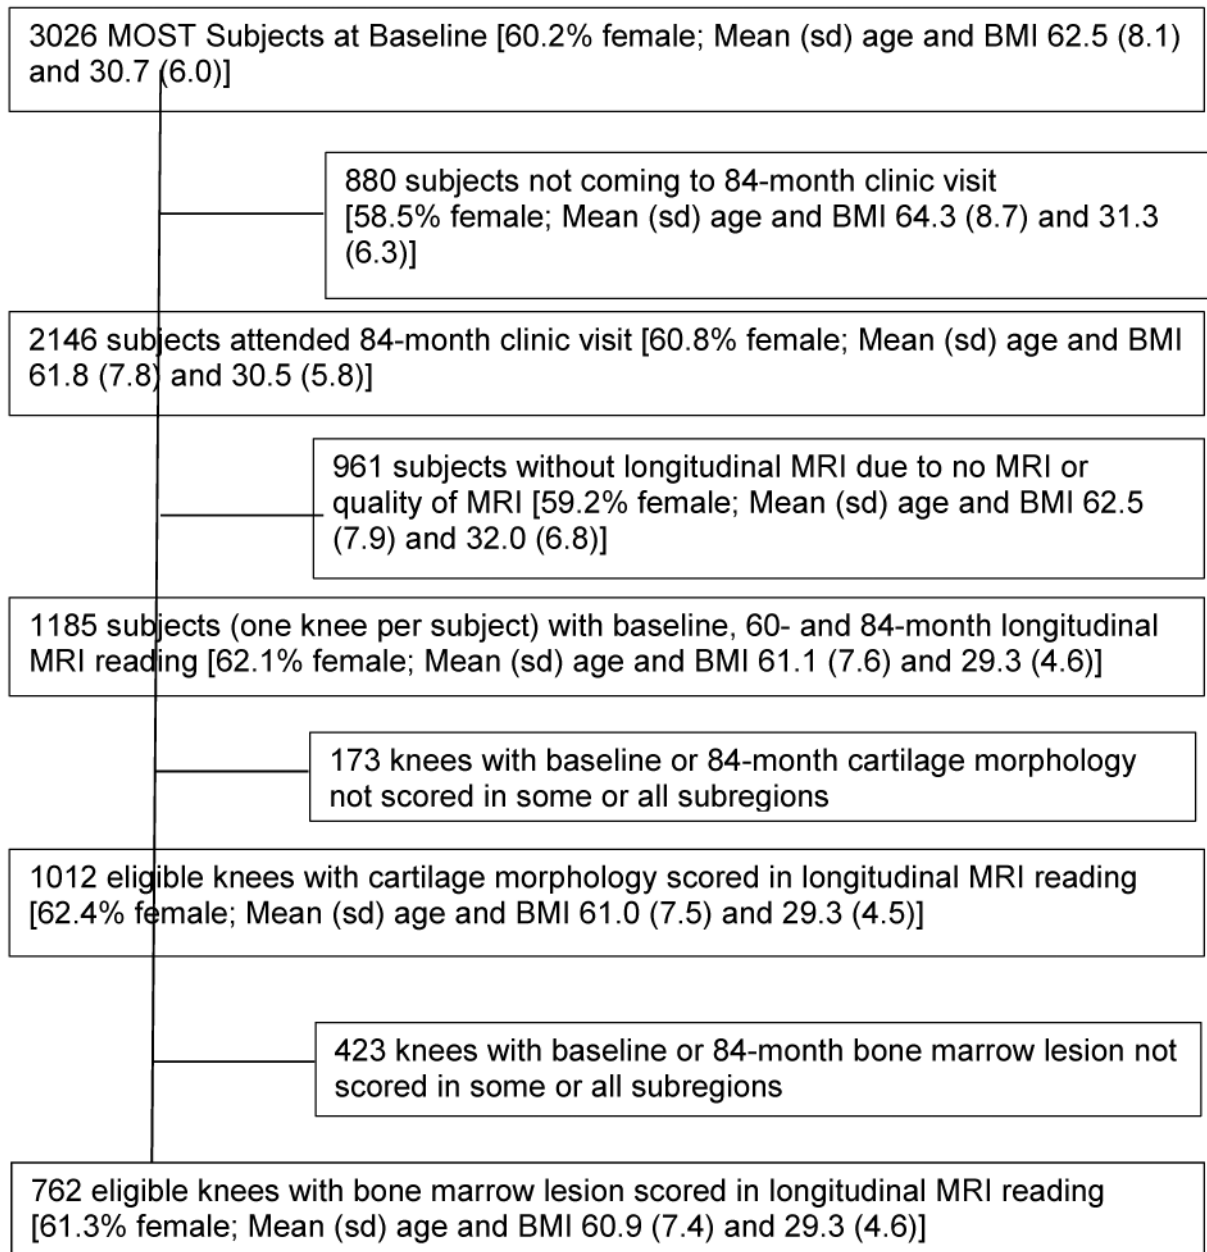 3026 MOST Subjects at Baseline [60.2% female; Mean (sd) age and BMI 62.5 (8.1)
and 30.7 (6.0)]
880 subjects not coming to 84-month clinic visit
[58.5% female; Mean (sd) age and BMI 64.3 (8.7) and 31.3
(6.3)]
2146 subjects attended 84-month clinic visit [60.8% female; Mean (sd) age and BMI
61.8 (7.8) and 30.5 (5.8)]
961 subjects without longitudinal MRI due to no MRI or
quality of MRI [59.2% female; Mean (sd) age and BMI 62.5
(7.9) and 32.0 (6.8)]
1185 subjects (one knee per subject) with baseline, 60- and 84-month longitudinal
MRI reading [62.1% female; Mean (sd) age and BMI 61.1 (7.6) and 29.3 (4.6)]
173 knees with baseline or 84-month cartilage morphology
not scored in some or all subregions
1012 eligible knees with cartilage morphology scored in longitudinal MRI reading
[62.4% female; Mean (sd) age and BMI 61.0 (7.5) and 29.3 (4.5)]
423 knees with baseline or 84-month bone marrow lesion not
scored in some or all subregions
762 eligible knees with bone marrow lesion scored in longitudinal MRI reading
[61.3% female; Mean (sd) age and BMI 60.9 (7.4) and 29.3 (4.6)]